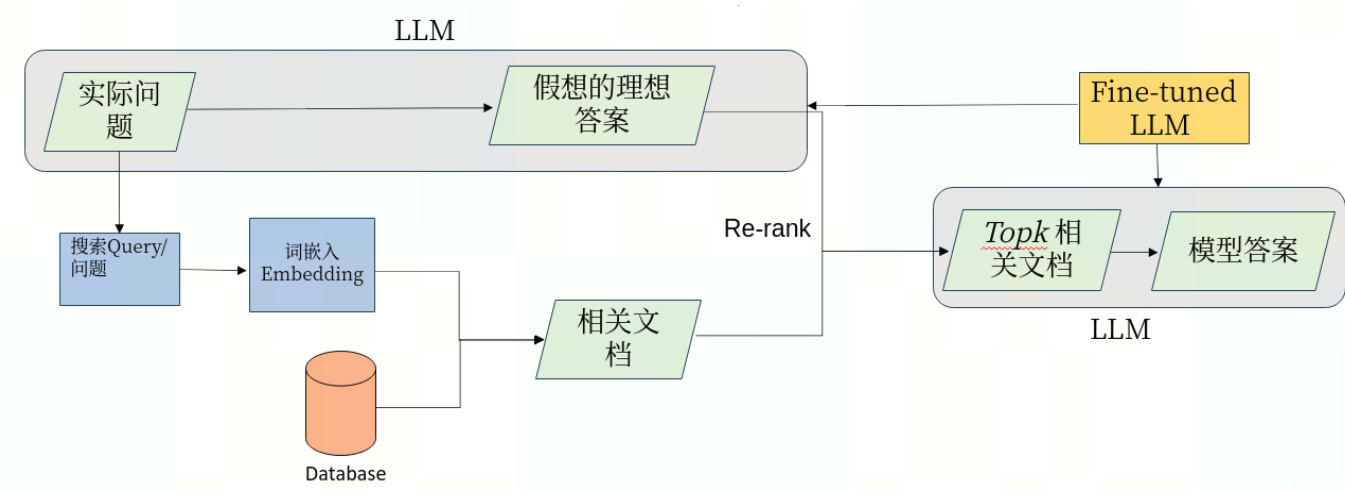 LLM
实际问
题
假想的理想
答案
Fine-tuned
LLM
搜索Query/
问题
词嵌入
Embedding
Re-rank
Topk 相
关文档
模型答案
相关文
档
LLM
Database